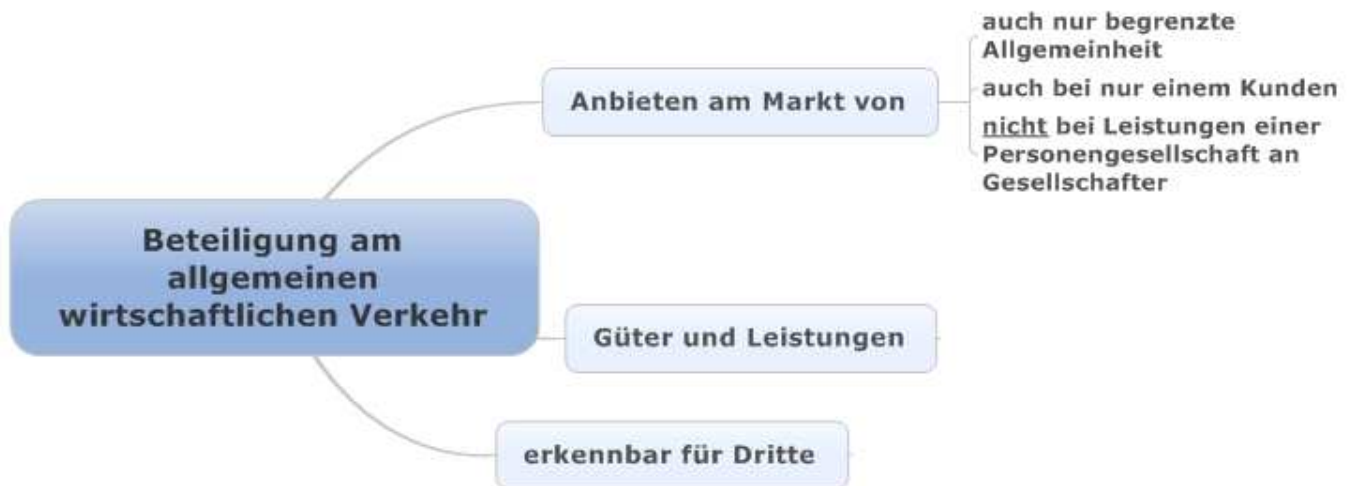 auch nur begrenzte
Allgemeinheit
Anbieten am Markt von
auch bei nur einem Kunden
nicht bei Leistungen einer
Personengesellschaft an
Gesellschafter
Beteiligung am
allgemeinen
wirtschaftlichen Verkehr
Güter und Leistungen
erkennbar für Dritte